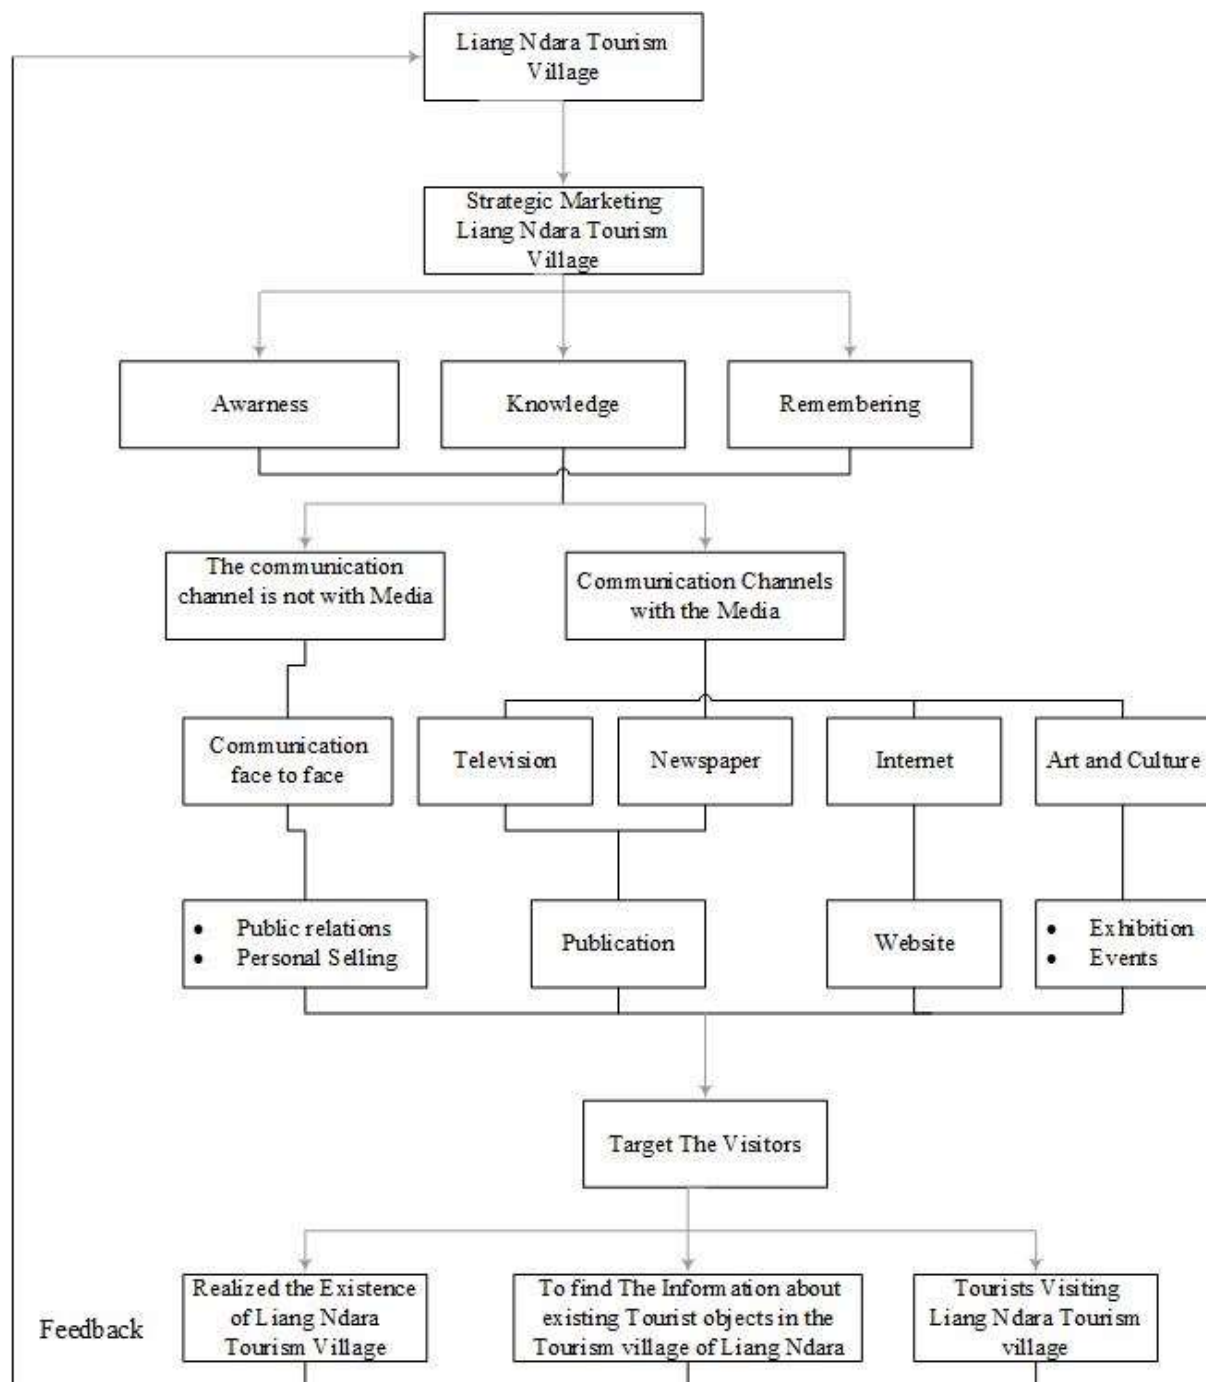 Liang Ndara Tourism
Village
Strategic Marketing
Liang Ndara Tourism
Village
Awarness
Knowledge
Remembering
The communication
channel is not with Media
Communication Channels
with the Media
Communication
face to face
Television
Newspaper
Internet
Art and Culture
• Public relations
• Personal Selling
Publication
Website
• Exhibition
• Events
Target The Visitors
Feedback
Realized the Existence
of Liang Ndara
Tourism Village
To find The Information about
existing Tourist objects in the
Tourism village of Liang Ndara
Tourists Visiting
Liang Ndara Tourism
village